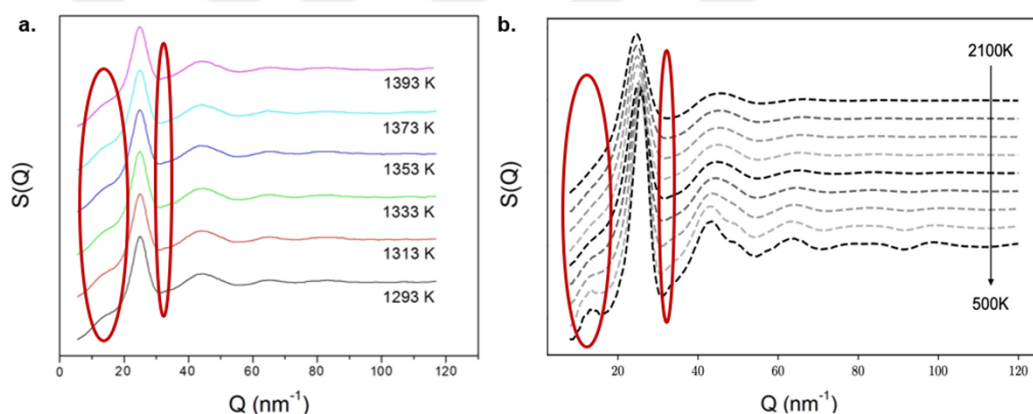 a.
S(Q)
1393 K
1373 K
1353 K
1333 K
1313 K
1293 K
0 20 40 60 80 100 120
Q (nm⁻¹)
b.
S(Q)
2100K
500K
20 40 60 80 100 120
Q (nm⁻¹)